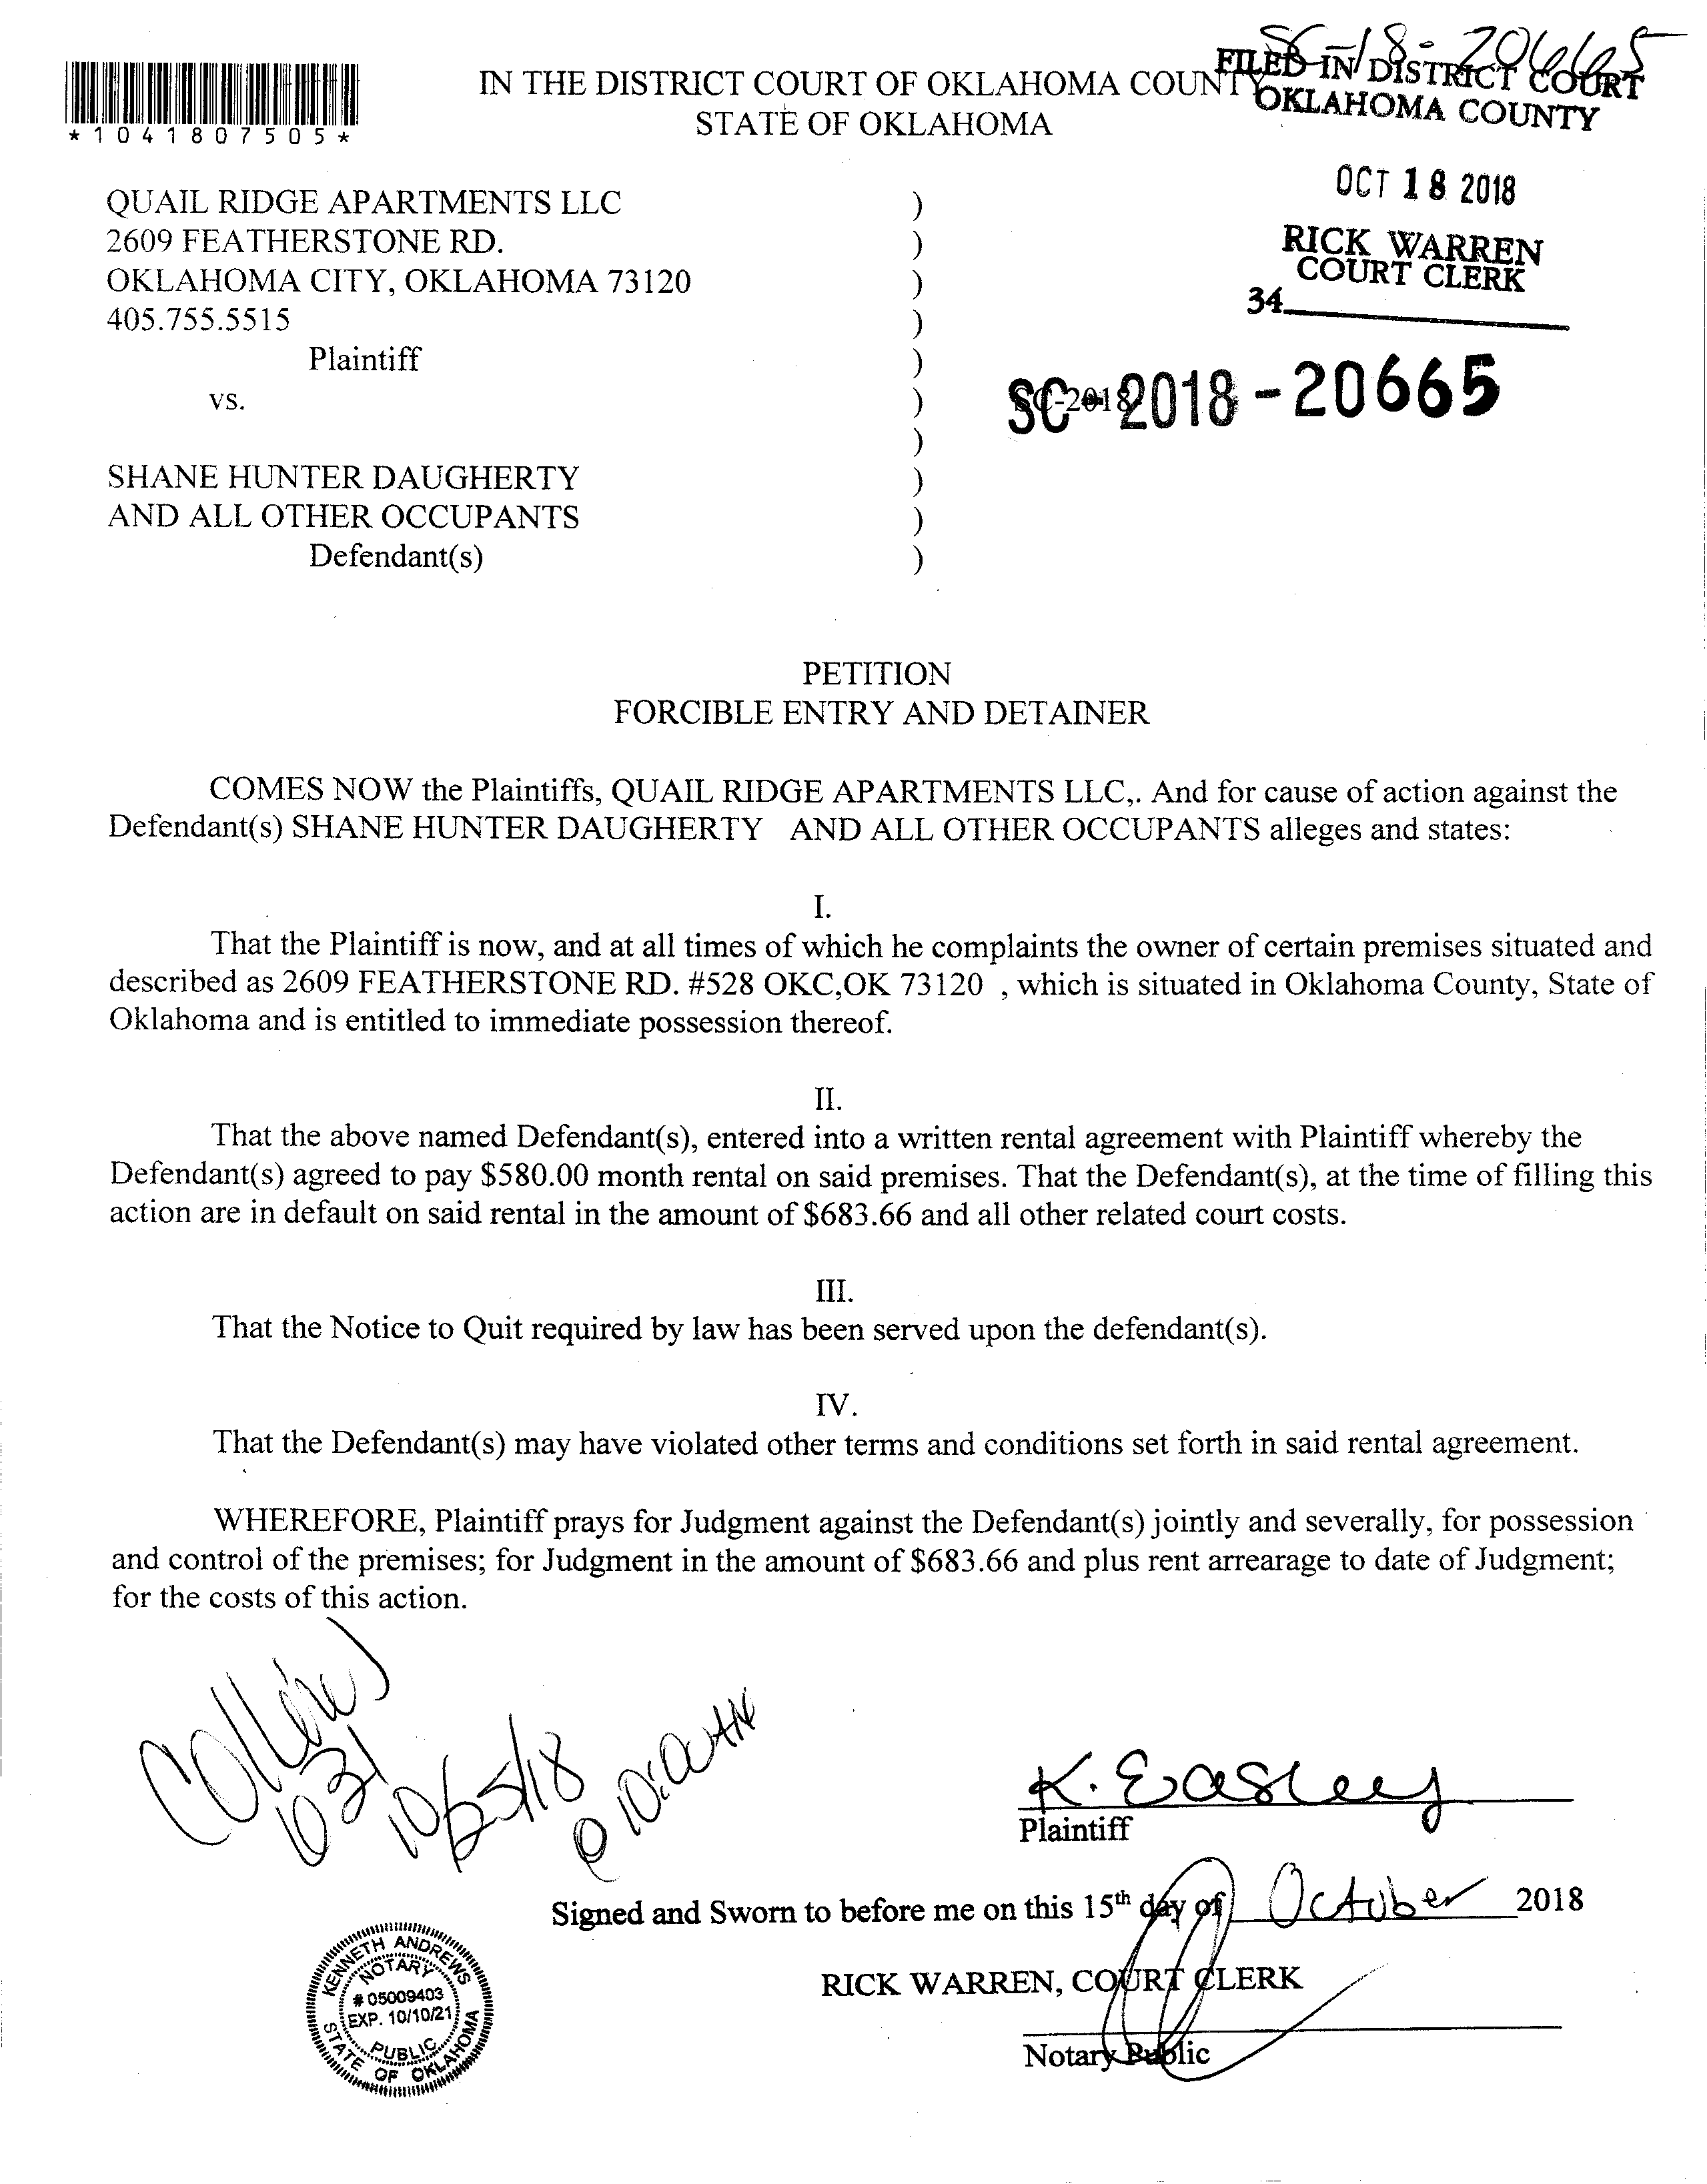 SC-18-20665
*1041807505*
IN THE DISTRICT COURT OF OKLAHOMA COUNTY
STATE OF OKLAHOMA
FILED IN DISTRICT COURT
OKLAHOMA COUNTY
OCT 18 2018
RICK WARREN
COURT CLERK
34
QUAIL RIDGE APARTMENTS LLC )
2609 FEATHERSTONE RD. )
OKLAHOMA CITY, OKLAHOMA 73120 )
405.755.5515 )
Plaintiff )
vs. )
SC-2018-
SC-2018-20665
)
SHANE HUNTER DAUGHERTY )
AND ALL OTHER OCCUPANTS )
Defendant(s) )
PETITION
FORCIBLE ENTRY AND DETAINER
COMES NOW the Plaintiffs, QUAIL RIDGE APARTMENTS LLC,. And for cause of action against the
Defendant(s) SHANE HUNTER DAUGHERTY AND ALL OTHER OCCUPANTS alleges and states:
I.
That the Plaintiff is now, and at all times of which he complaints the owner of certain premises situated and
described as 2609 FEATHERSTONE RD. #528 OKC,OK 73120 , which is situated in Oklahoma County, State of
Oklahoma and is entitled to immediate possession thereof.
II.
That the above named Defendant(s), entered into a written rental agreement with Plaintiff whereby the
Defendant(s) agreed to pay $580.00 month rental on said premises. That the Defendant(s), at the time of filling this
action are in default on said rental in the amount of $683.66 and all other related court costs.
III.
That the Notice to Quit required by law has been served upon the defendant(s).
IV.
That the Defendant(s) may have violated other terms and conditions set forth in said rental agreement.
WHEREFORE, Plaintiff prays for Judgment against the Defendant(s) jointly and severally, for possession
and control of the premises; for Judgment in the amount of $683.66 and plus rent arrearage to date of Judgment;
for the costs of this action.
Collins
103
10/25/18
@ 10:00 AM
K. Easley
Plaintiff
Signed and Sworn to before me on this 15th day of October 2018
RICK WARREN, COURT CLERK
Notary Public
KENNETH ANDREWS
NOTARY
# 05009403
EXP. 10/10/21
PUBLIC
STATE OF OKLAHOMA